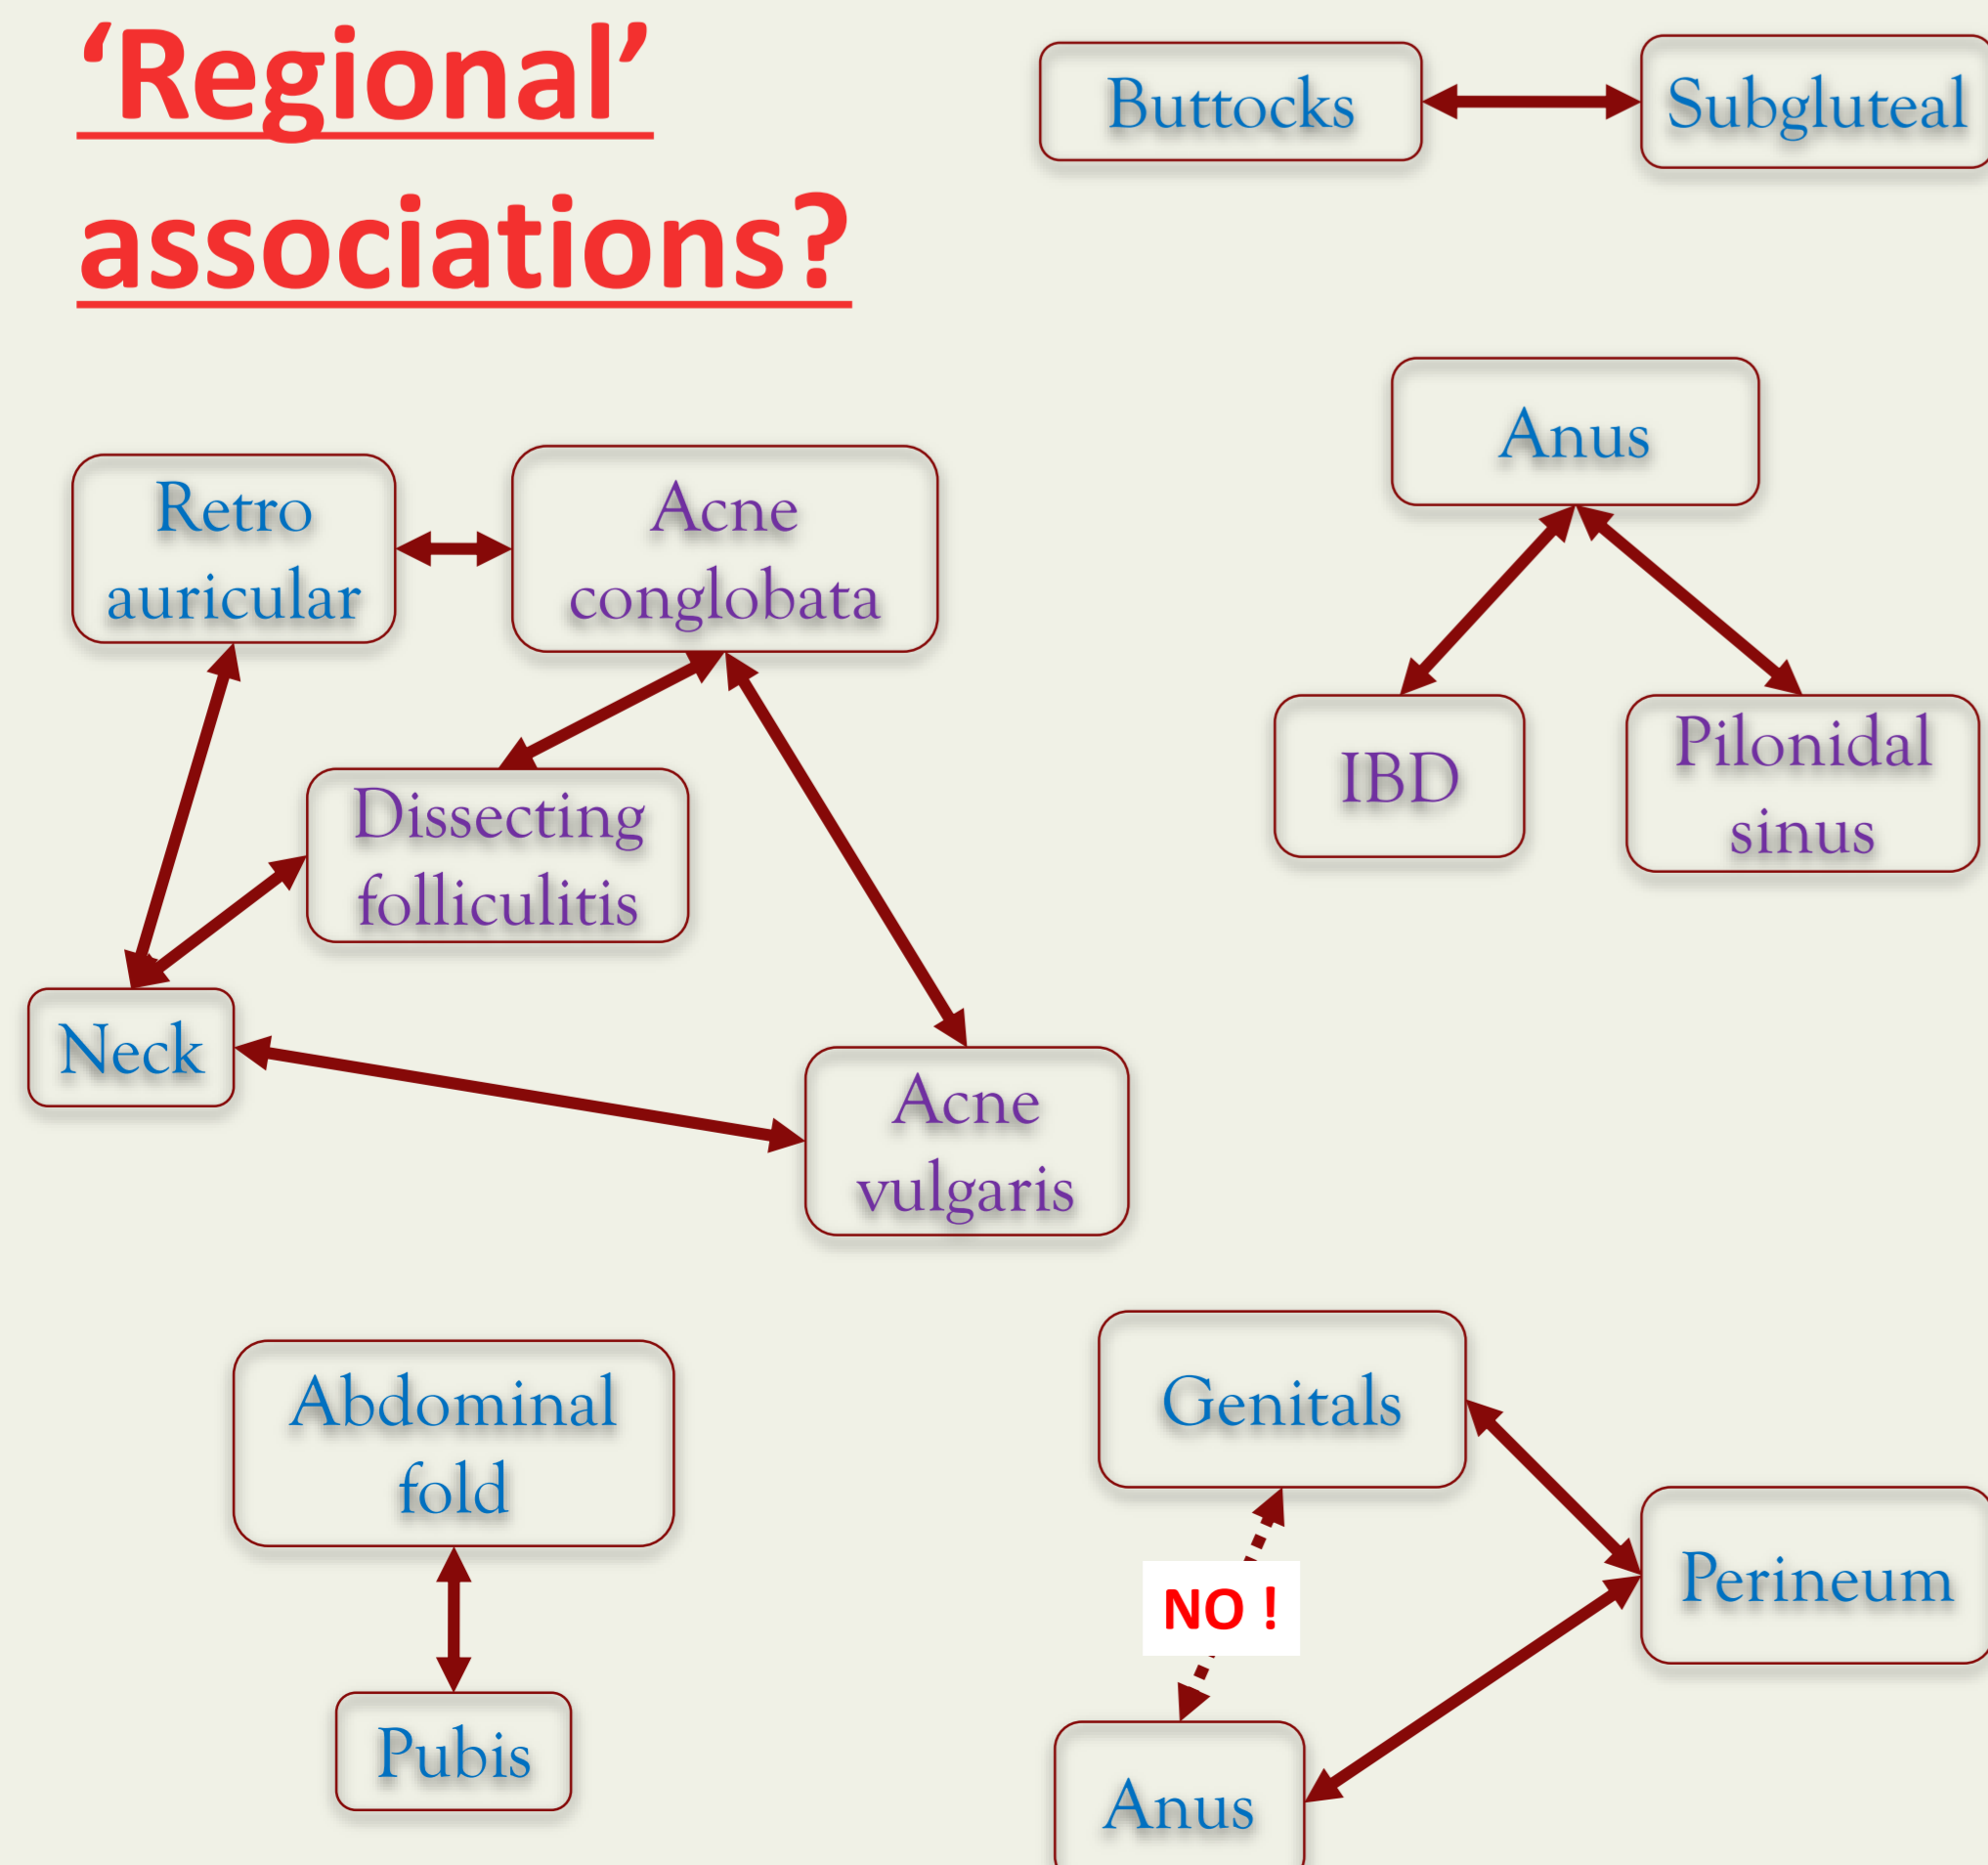 ‘Regional’
associations?
Buttocks
Subgluteal
Anus
Retro
auricular
Acne
conglobata
IBD
Pilonidal
sinus
Dissecting
folliculitis
Neck
Acne
vulgaris
Abdominal
fold
Pubis
Genitals
NO !
Perineum
Anus